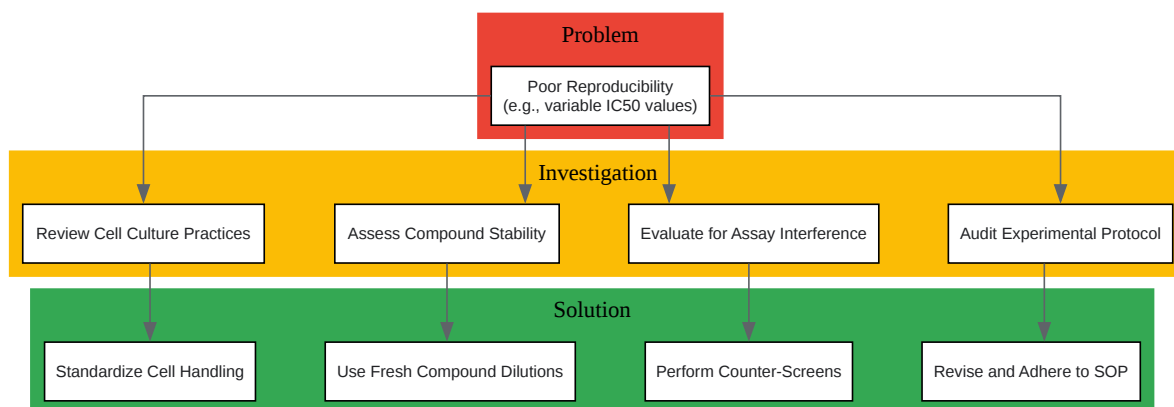 Problem
Poor Reproducibility
(e.g., variable IC50 values)
Investigation
Review Cell Culture Practices
Assess Compound Stability
Evaluate for Assay Interference
Audit Experimental Protocol
Solution
Standardize Cell Handling
Use Fresh Compound Dilutions
Perform Counter-Screens
Revise and Adhere to SOP